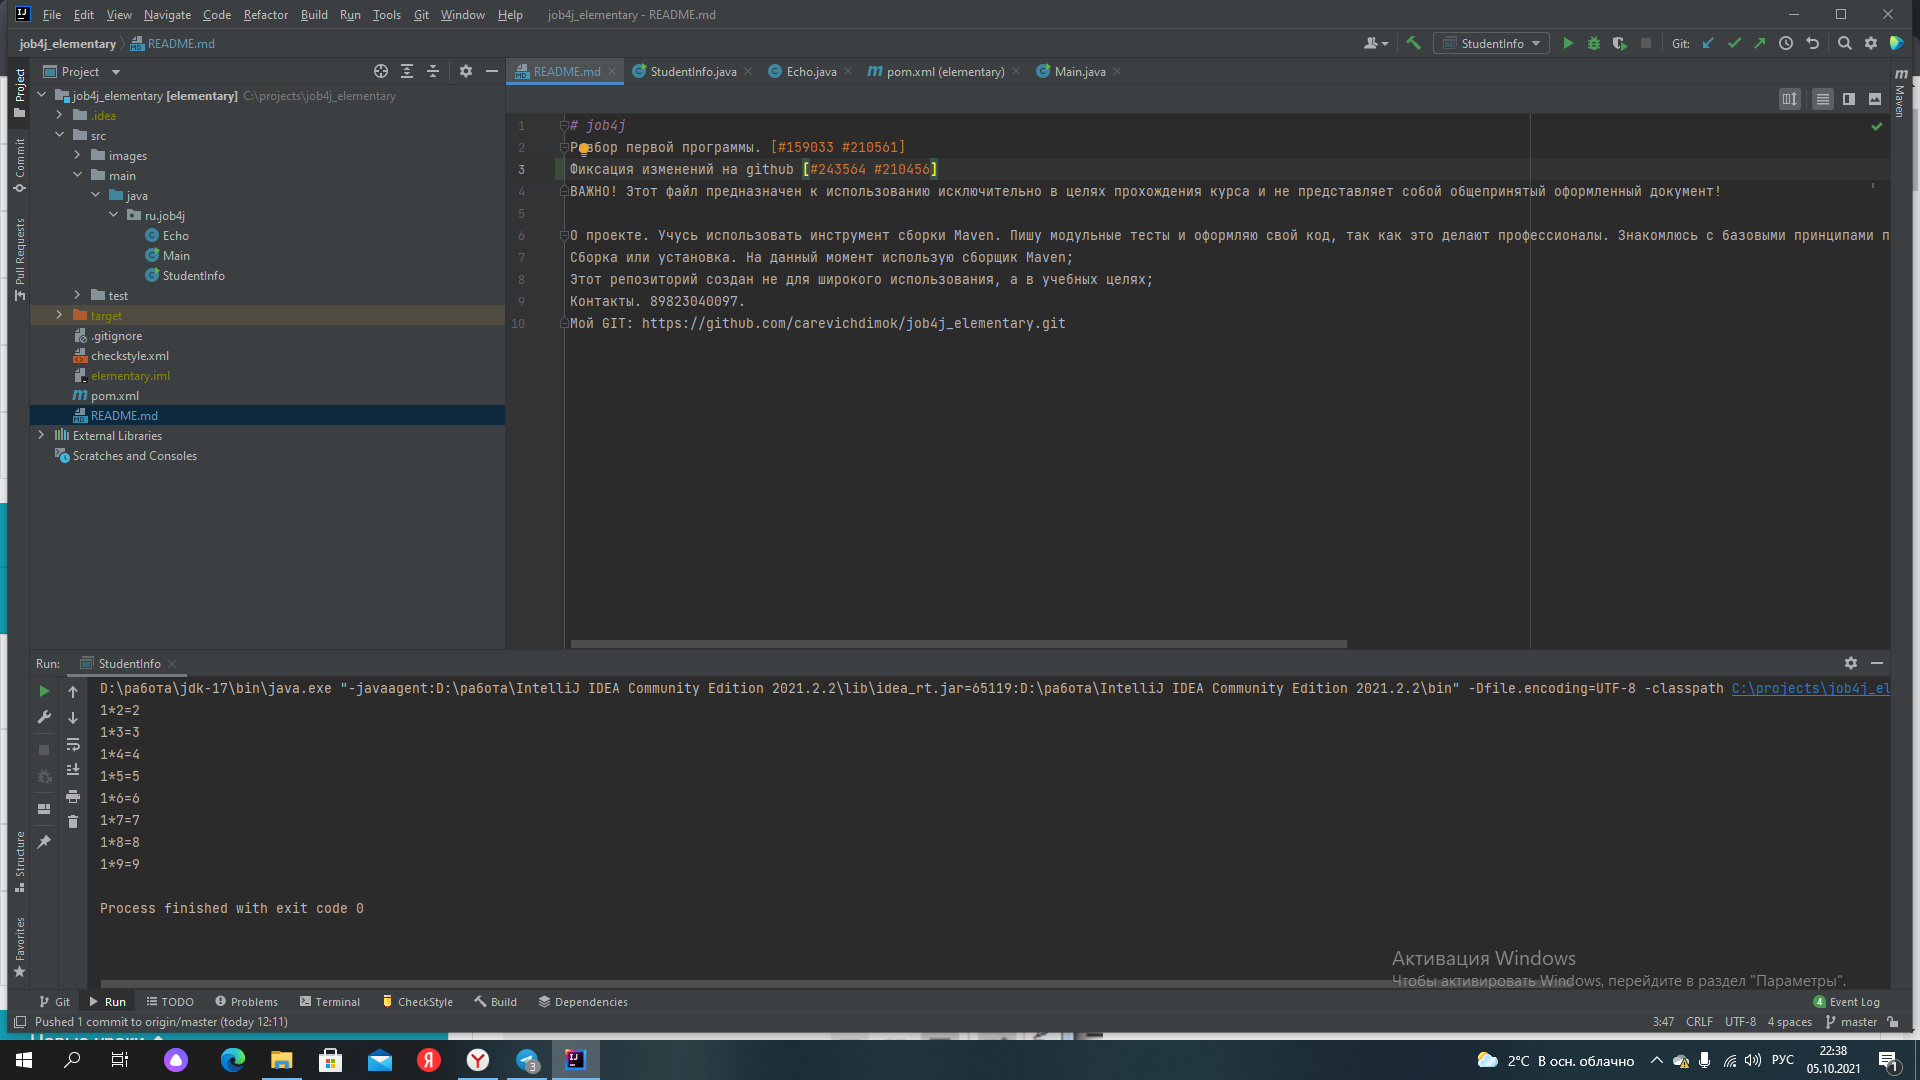 File Edit View Navigate Code Refactor Build Run Tools Git Window Help job4j_elementary - README.md
job4j_elementary README.md
StudentInfo Git:
Project
README.md StudentInfo.java Echo.java pom.xml (elementary) Main.java
Project
Commit
Pull Requests
Structure
Favorites
Maven
job4j_elementary [elementary] C:\projects\job4j_elementary
.idea
src
images
main
java
ru.job4j
Echo
Main
StudentInfo
test
target
.gitignore
checkstyle.xml
elementary.iml
pom.xml
README.md
External Libraries
Scratches and Consoles
1 # job4j
2 Разбор первой программы. [#159033 #210561]
3 Фиксация изменений на github [#243564 #210456]
4 ВАЖНО! Этот файл предназначен к использованию исключительно в целях прохождения курса и не представляет собой общепринятый оформленный документ!
5
6 О проекте. Учусь использовать инструмент сборки Maven. Пишу модульные тесты и оформляю свой код, так как это делают профессионалы. Знакомлюсь с базовыми принципами п
7 Сборка или установка. На данный момент использую сборщик Maven;
8 Этот репозиторий создан не для широкого использования, а в учебных целях;
9 Контакты. 89823040097.
10 Мой GIT: https://github.com/carevichdimok/job4j_elementary.git
Run: StudentInfo
D:\работа\jdk-17\bin\java.exe "-javaagent:D:\работа\IntelliJ IDEA Community Edition 2021.2.2\lib\idea_rt.jar=65119:D:\работа\IntelliJ IDEA Community Edition 2021.2.2\bin" -Dfile.encoding=UTF-8 -classpath C:\projects\job4j_el
1*2=2
1*3=3
1*4=4
1*5=5
1*6=6
1*7=7
1*8=8
1*9=9
Process finished with exit code 0
Активация Windows
Чтобы активировать Windows, перейдите в раздел "Параметры".
Git Run TODO Problems Terminal CheckStyle Build Dependencies 4 Event Log
Pushed 1 commit to origin/master (today 12:11) 3:47 CRLF UTF-8 4 spaces master
3
2°C В осн. облачно РУС 22:38
05.10.2021
1